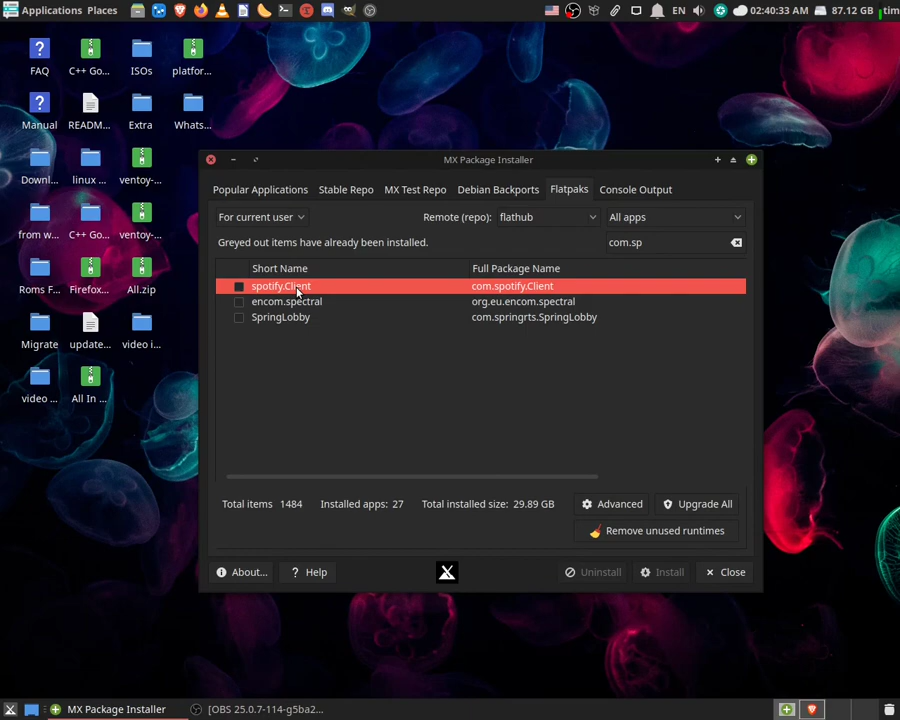 Applications Places
EN 02:40:33 AM 87.12 GB tim
FAQ C++ Go... ISOs platfor...
Manual READM... Extra Whats...
Downl... linux ... ventoy-...
from w... C++ Go... ventoy-...
Roms F... Firefox... All.zip
Migrate update... video i...
video ... All In ...
MX Package Installer
Popular Applications Stable Repo MX Test Repo Debian Backports Flatpaks Console Output
For current user Remote (repo): flathub All apps
Greyed out items have already been installed. com.sp
Short Name Full Package Name
spotify.Client com.spotify.Client
encom.spectral org.eu.encom.spectral
SpringLobby com.springrts.SpringLobby
Total items 1484 Installed apps: 27 Total installed size: 29.89 GB Advanced Upgrade All
Remove unused runtimes
About... Help Uninstall Install Close
MX Package Installer [OBS 25.0.7-114-g5ba2...